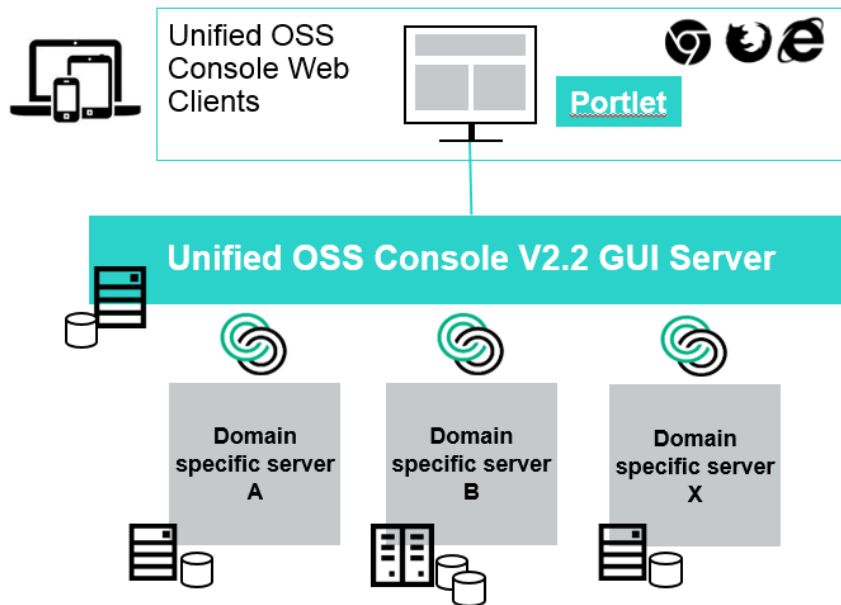 Unified OSS
Console Web
Clients
Portlet
Unified OSS Console V2.2 GUI Server
Domain
specific server
A
Domain
specific server
B
Domain
specific server
X